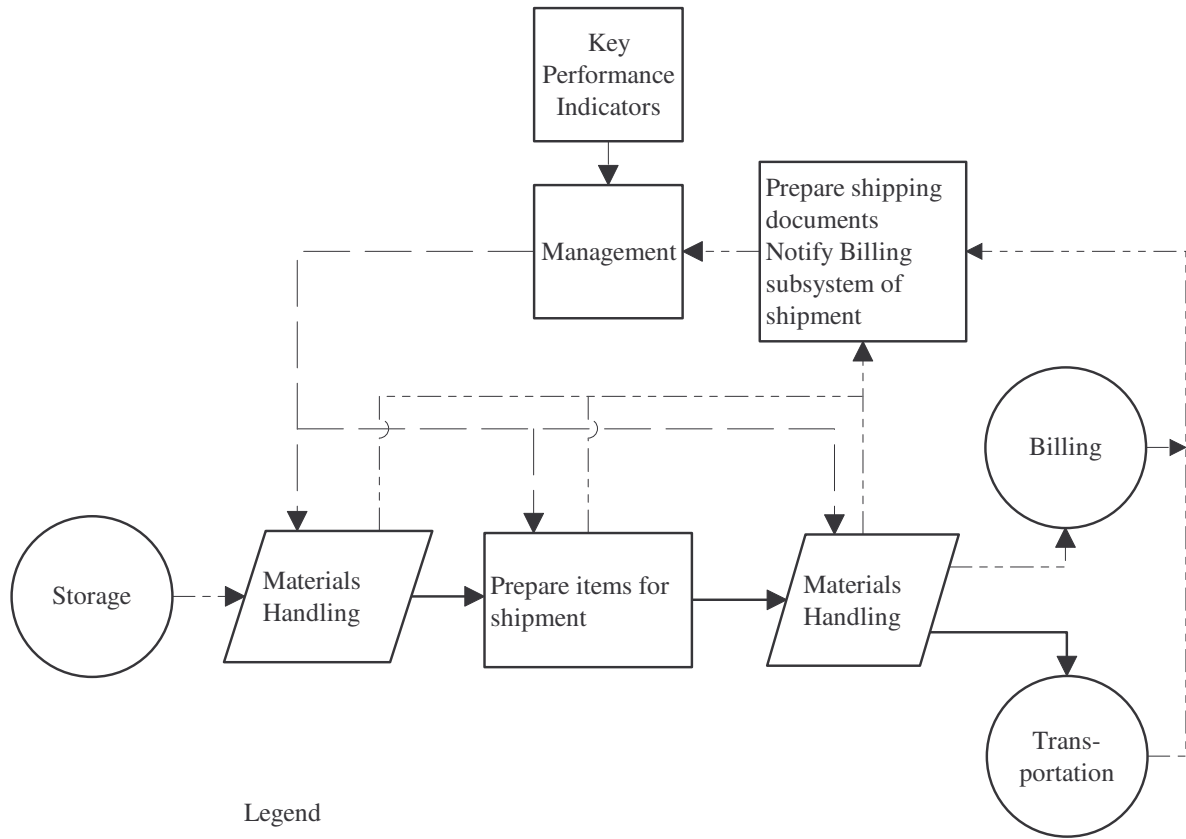 Key
Performance
Indicators
Prepare shipping
documents
Notify Billing
subsystem of
shipment
Management
Billing
Storage
Materials
Handling
Prepare items for
shipment
Materials
Handling
Trans-
portation
Legend